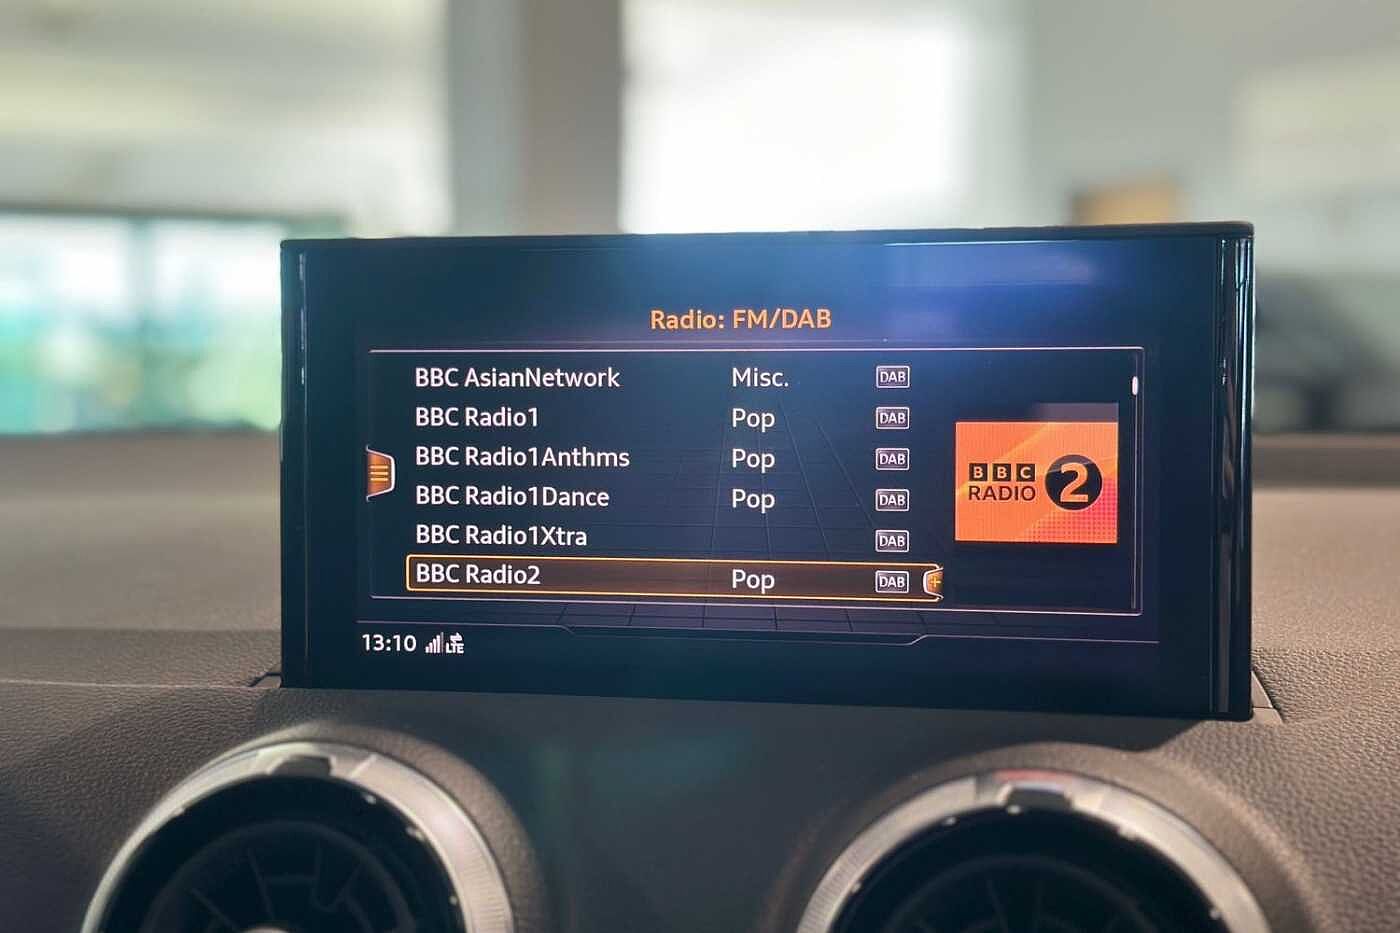 Radio: FM/DAB
BBC AsianNetwork Misc. DAB
BBC Radio1 Pop DAB
BBC Radio1Anthms Pop DAB
BBC Radio1Dance Pop DAB
BBC Radio1Xtra DAB
BBC Radio2 Pop DAB
BBC
RADIO 2
13:10 LTE